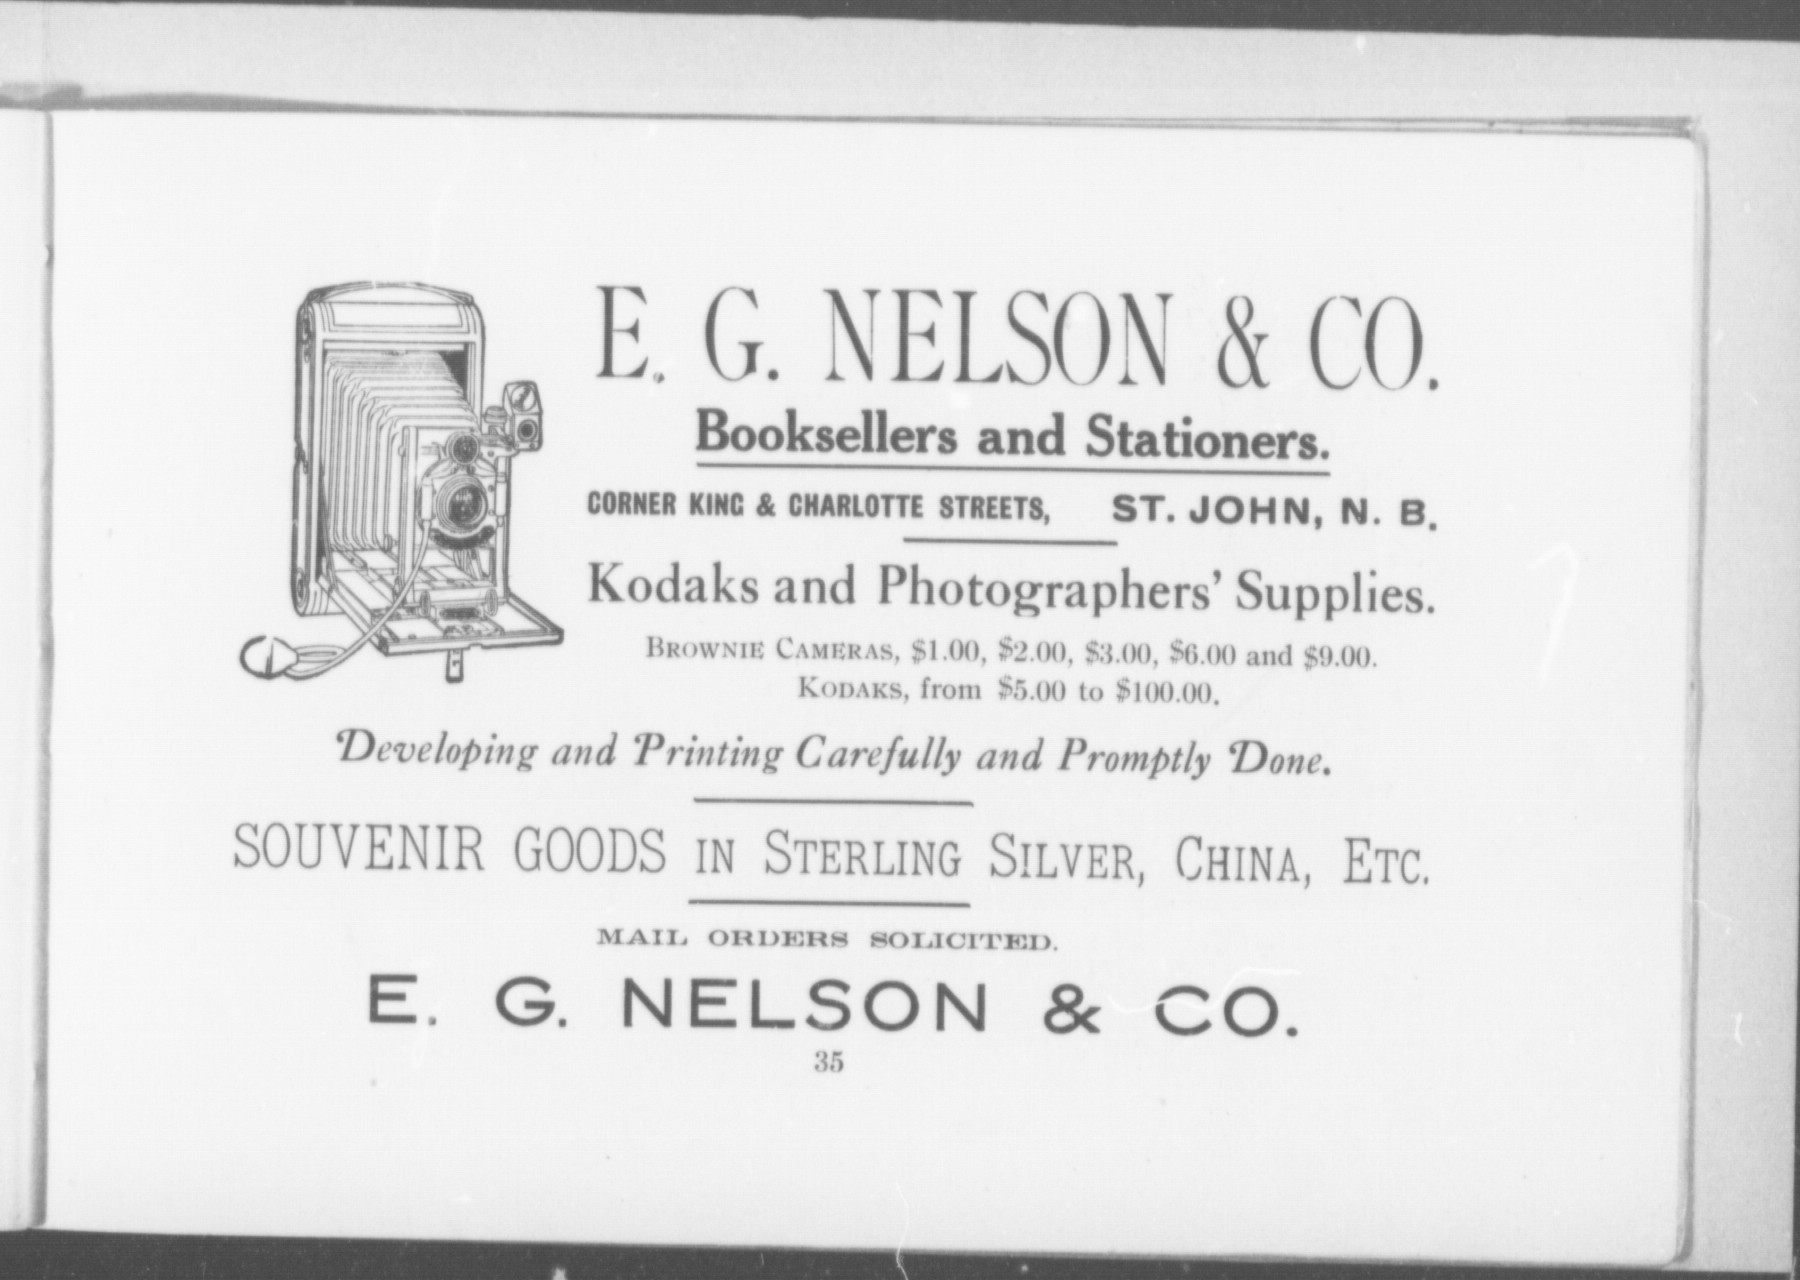 E. G. NELSON & CO.
Booksellers and Stationers.
CORNER KING & CHARLOTTE STREETS, ST. JOHN, N. B.
Kodaks and Photographers' Supplies.
BROWNIE CAMERAS, $1.00, $2.00, $3.00, $6.00 and $9.00.
KODAKS, from $5.00 to $100.00.
Developing and Printing Carefully and Promptly Done.
SOUVENIR GOODS IN STERLING SILVER, CHINA, ETC.
MAIL ORDERS SOLICITED.
E. G. NELSON & CO.
35